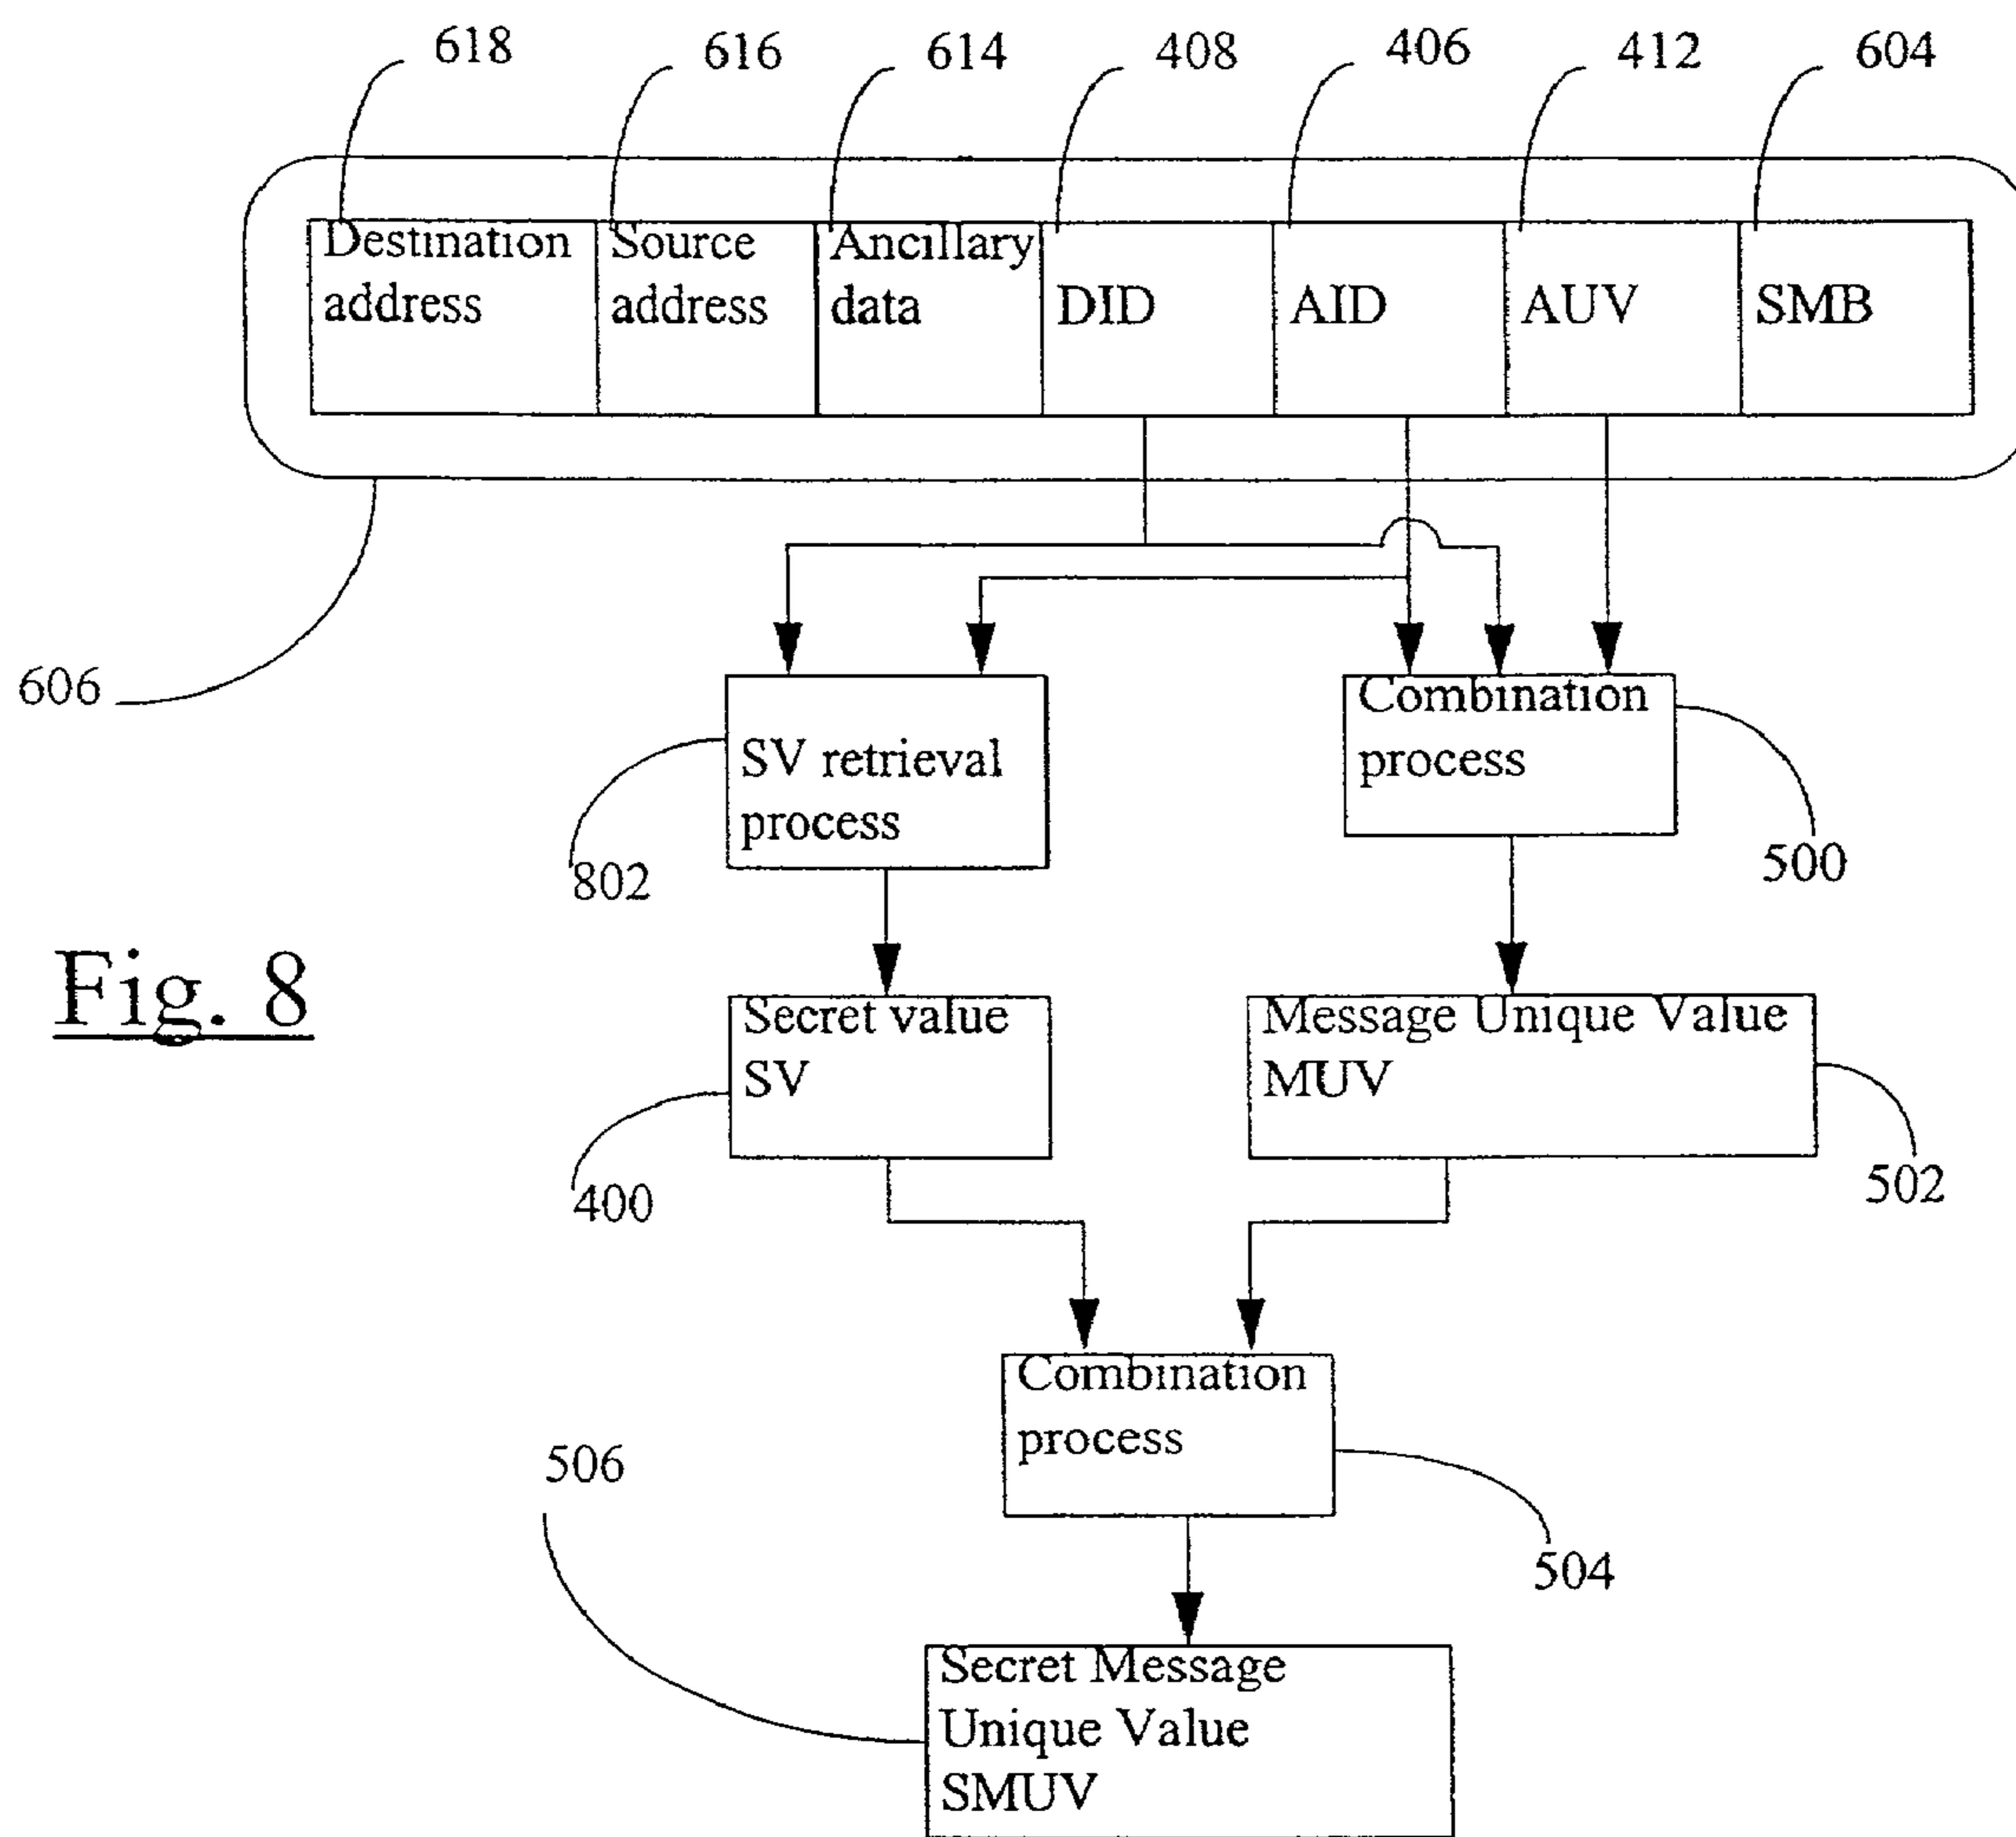 618 616 614 408 406 412 604
Destination address
Source address
Ancillary data
DID
AID
AUV
SMB
606
SV retrieval process
Combination process
802
500
Fig. 8
Secret value SV
Message Unique Value MUV
400
502
Combination process
506
504
Secret Message Unique Value SMUV